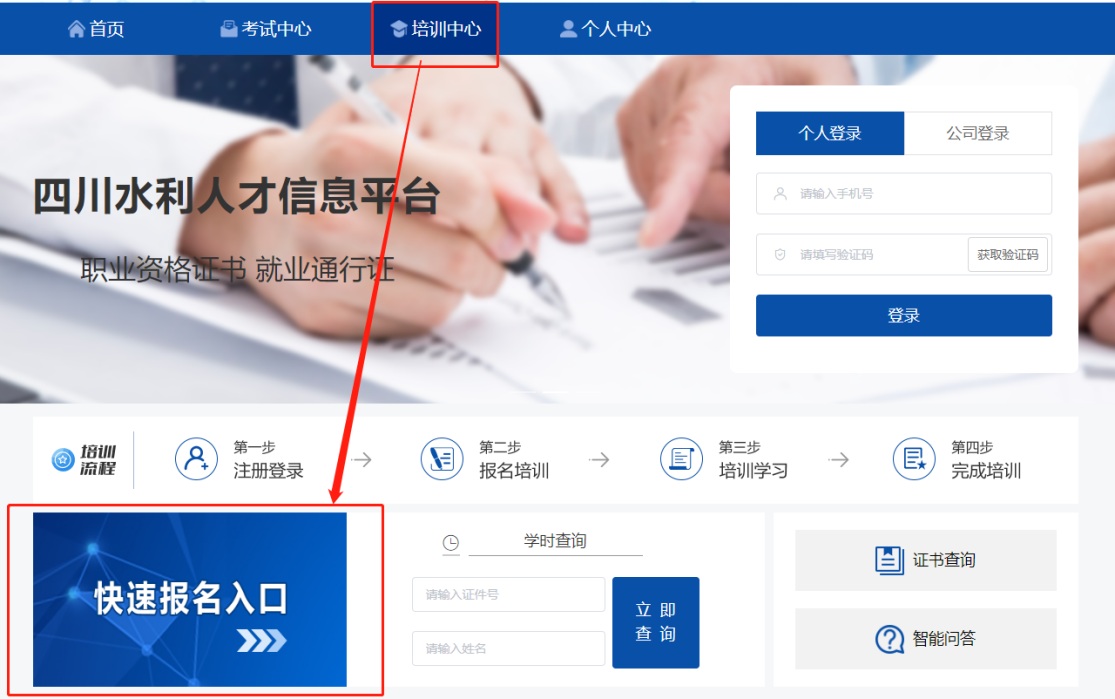 首页
考试中心
培训中心
个人中心
个人登录
公司登录
请输入手机号
四川水利人才信息平台
请填写验证码
获取验证码
职业资格证书 就业通行证
登录
培训
流程
第一步
注册登录
第二步
报名培训
第三步
培训学习
第四步
完成培训
快速报名入口
学时查询
请输入证件号
请输入姓名
立 即
查 询
证书查询
智能问答